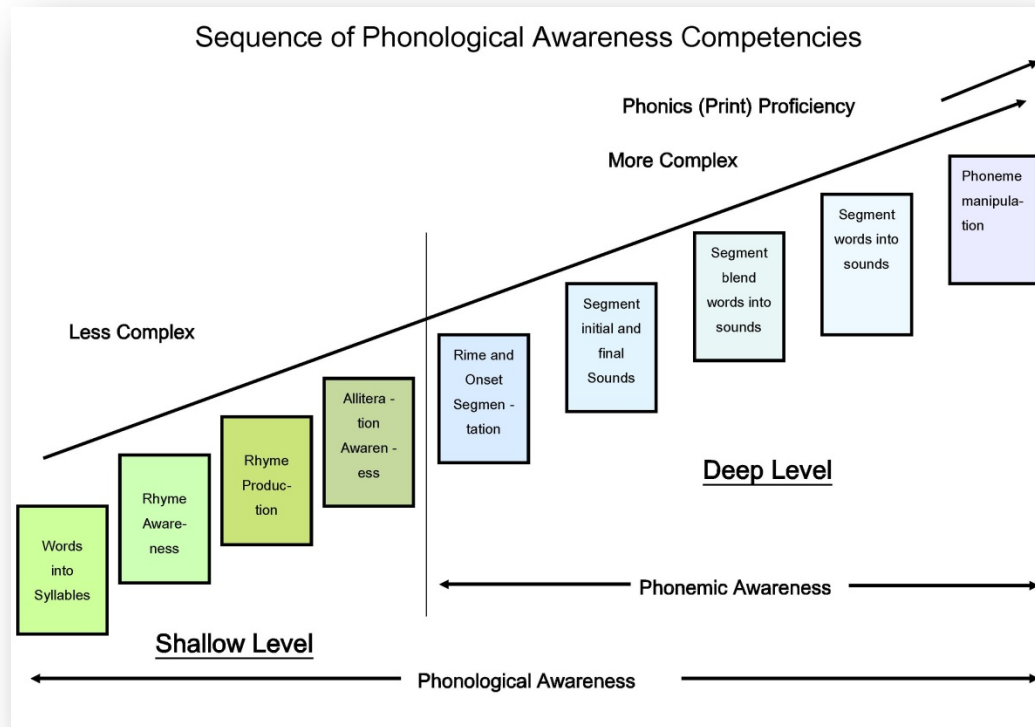 Sequence of Phonological Awareness Competencies
Phonics (Print) Proficiency
More Complex
Less Complex
Words
into
Syllables
Rhyme
Aware-
ness
Rhyme
Produc-
tion
Allitera -
tion
Awaren -
ess
Rime and
Onset
Segmen -
tation
Segment
initial and
final
Sounds
Segment
blend
words into
sounds
Segment
words into
sounds
Phoneme
manipula-
tion
Deep Level
Phonemic Awareness
Shallow Level
Phonological Awareness